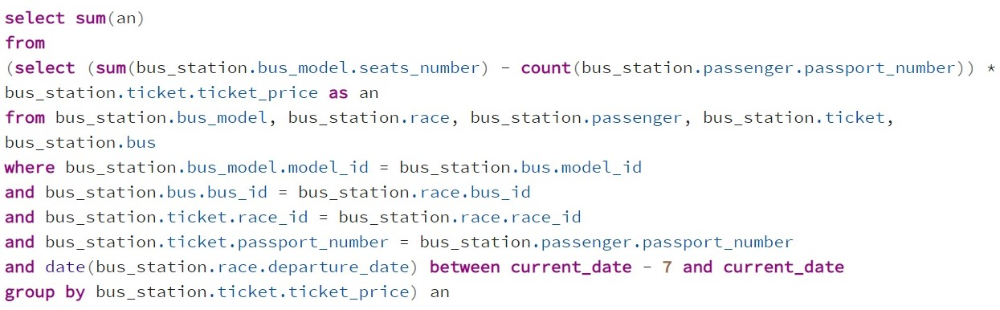 select sum(an)
from
(select (sum(bus_station.bus_model.seats_number) - count(bus_station.passenger.passport_number)) *
bus_station.ticket.ticket_price as an
from bus_station.bus_model, bus_station.race, bus_station.passenger, bus_station.ticket,
bus_station.bus
where bus_station.bus_model.model_id = bus_station.bus.model_id
and bus_station.bus.bus_id = bus_station.race.bus_id
and bus_station.ticket.race_id = bus_station.race.race_id
and bus_station.ticket.passport_number = bus_station.passenger.passport_number
and date(bus_station.race.departure_date) between current_date - 7 and current_date
group by bus_station.ticket.ticket_price) an